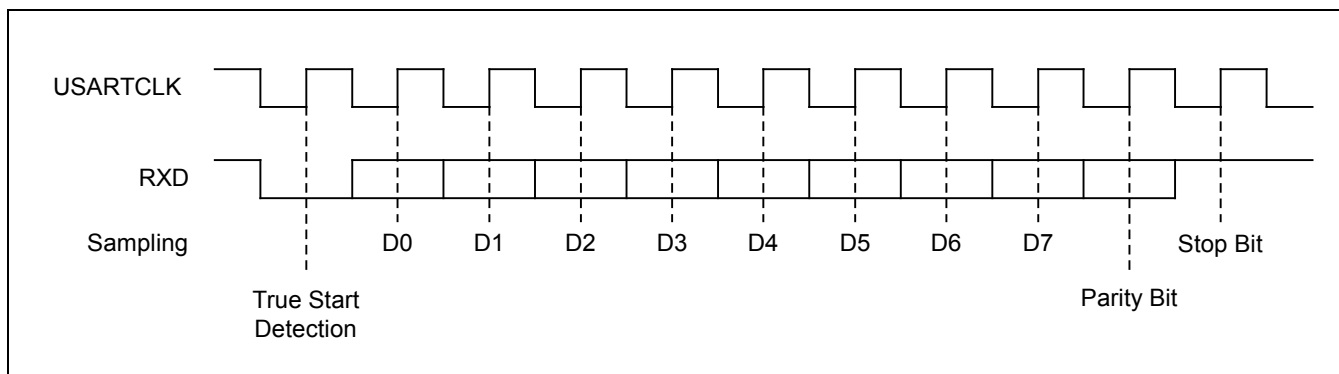 USARTCLK
RXD
Sampling D0 D1 D2 D3 D4 D5 D6 D7 Stop Bit
True Start
Detection
Parity Bit